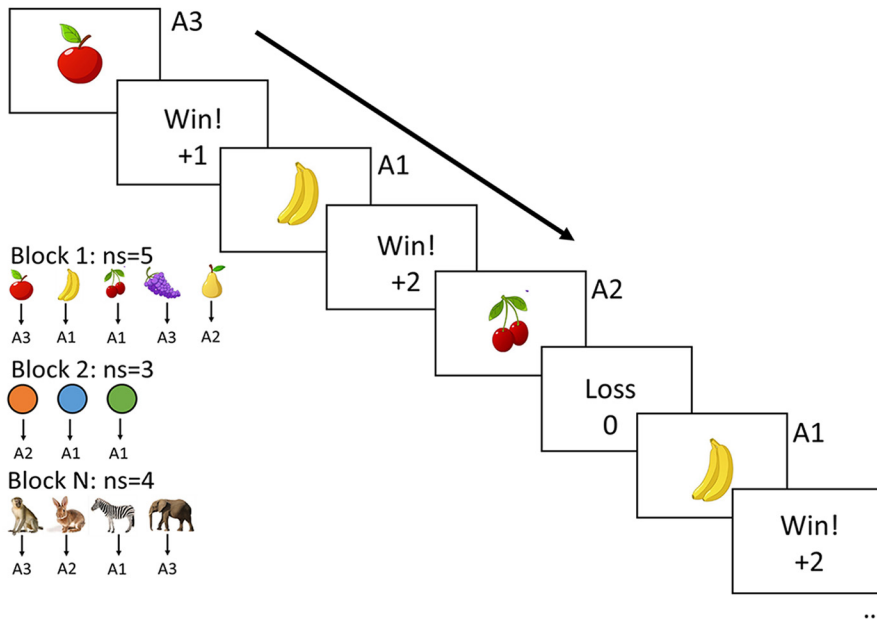 A3
Win!
+1
A1
Win!
+2
A2
Loss
0
A1
Win!
+2
..
Block 1: ns=5
A3 A1 A1 A3 A2
Block 2: ns=3
A2 A1 A1
Block N: ns=4
A3 A2 A1 A3